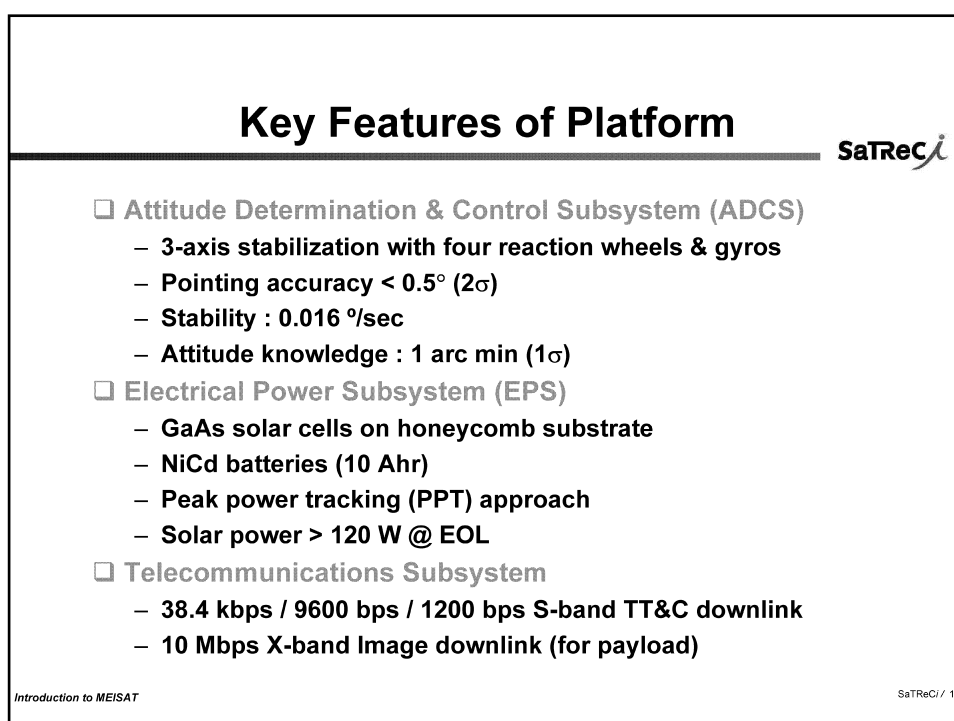 Key Features of Platform
SaTReCi
❑ Attitude Determination & Control Subsystem (ADCS)
– 3-axis stabilization with four reaction wheels & gyros
– Pointing accuracy < 0.5° (2σ)
– Stability : 0.016 º/sec
– Attitude knowledge : 1 arc min (1σ)
❑ Electrical Power Subsystem (EPS)
– GaAs solar cells on honeycomb substrate
– NiCd batteries (10 Ahr)
– Peak power tracking (PPT) approach
– Solar power > 120 W @ EOL
❑ Telecommunications Subsystem
– 38.4 kbps / 9600 bps / 1200 bps S-band TT&C downlink
– 10 Mbps X-band Image downlink (for payload)
Introduction to MEISAT
SaTReCi / 1